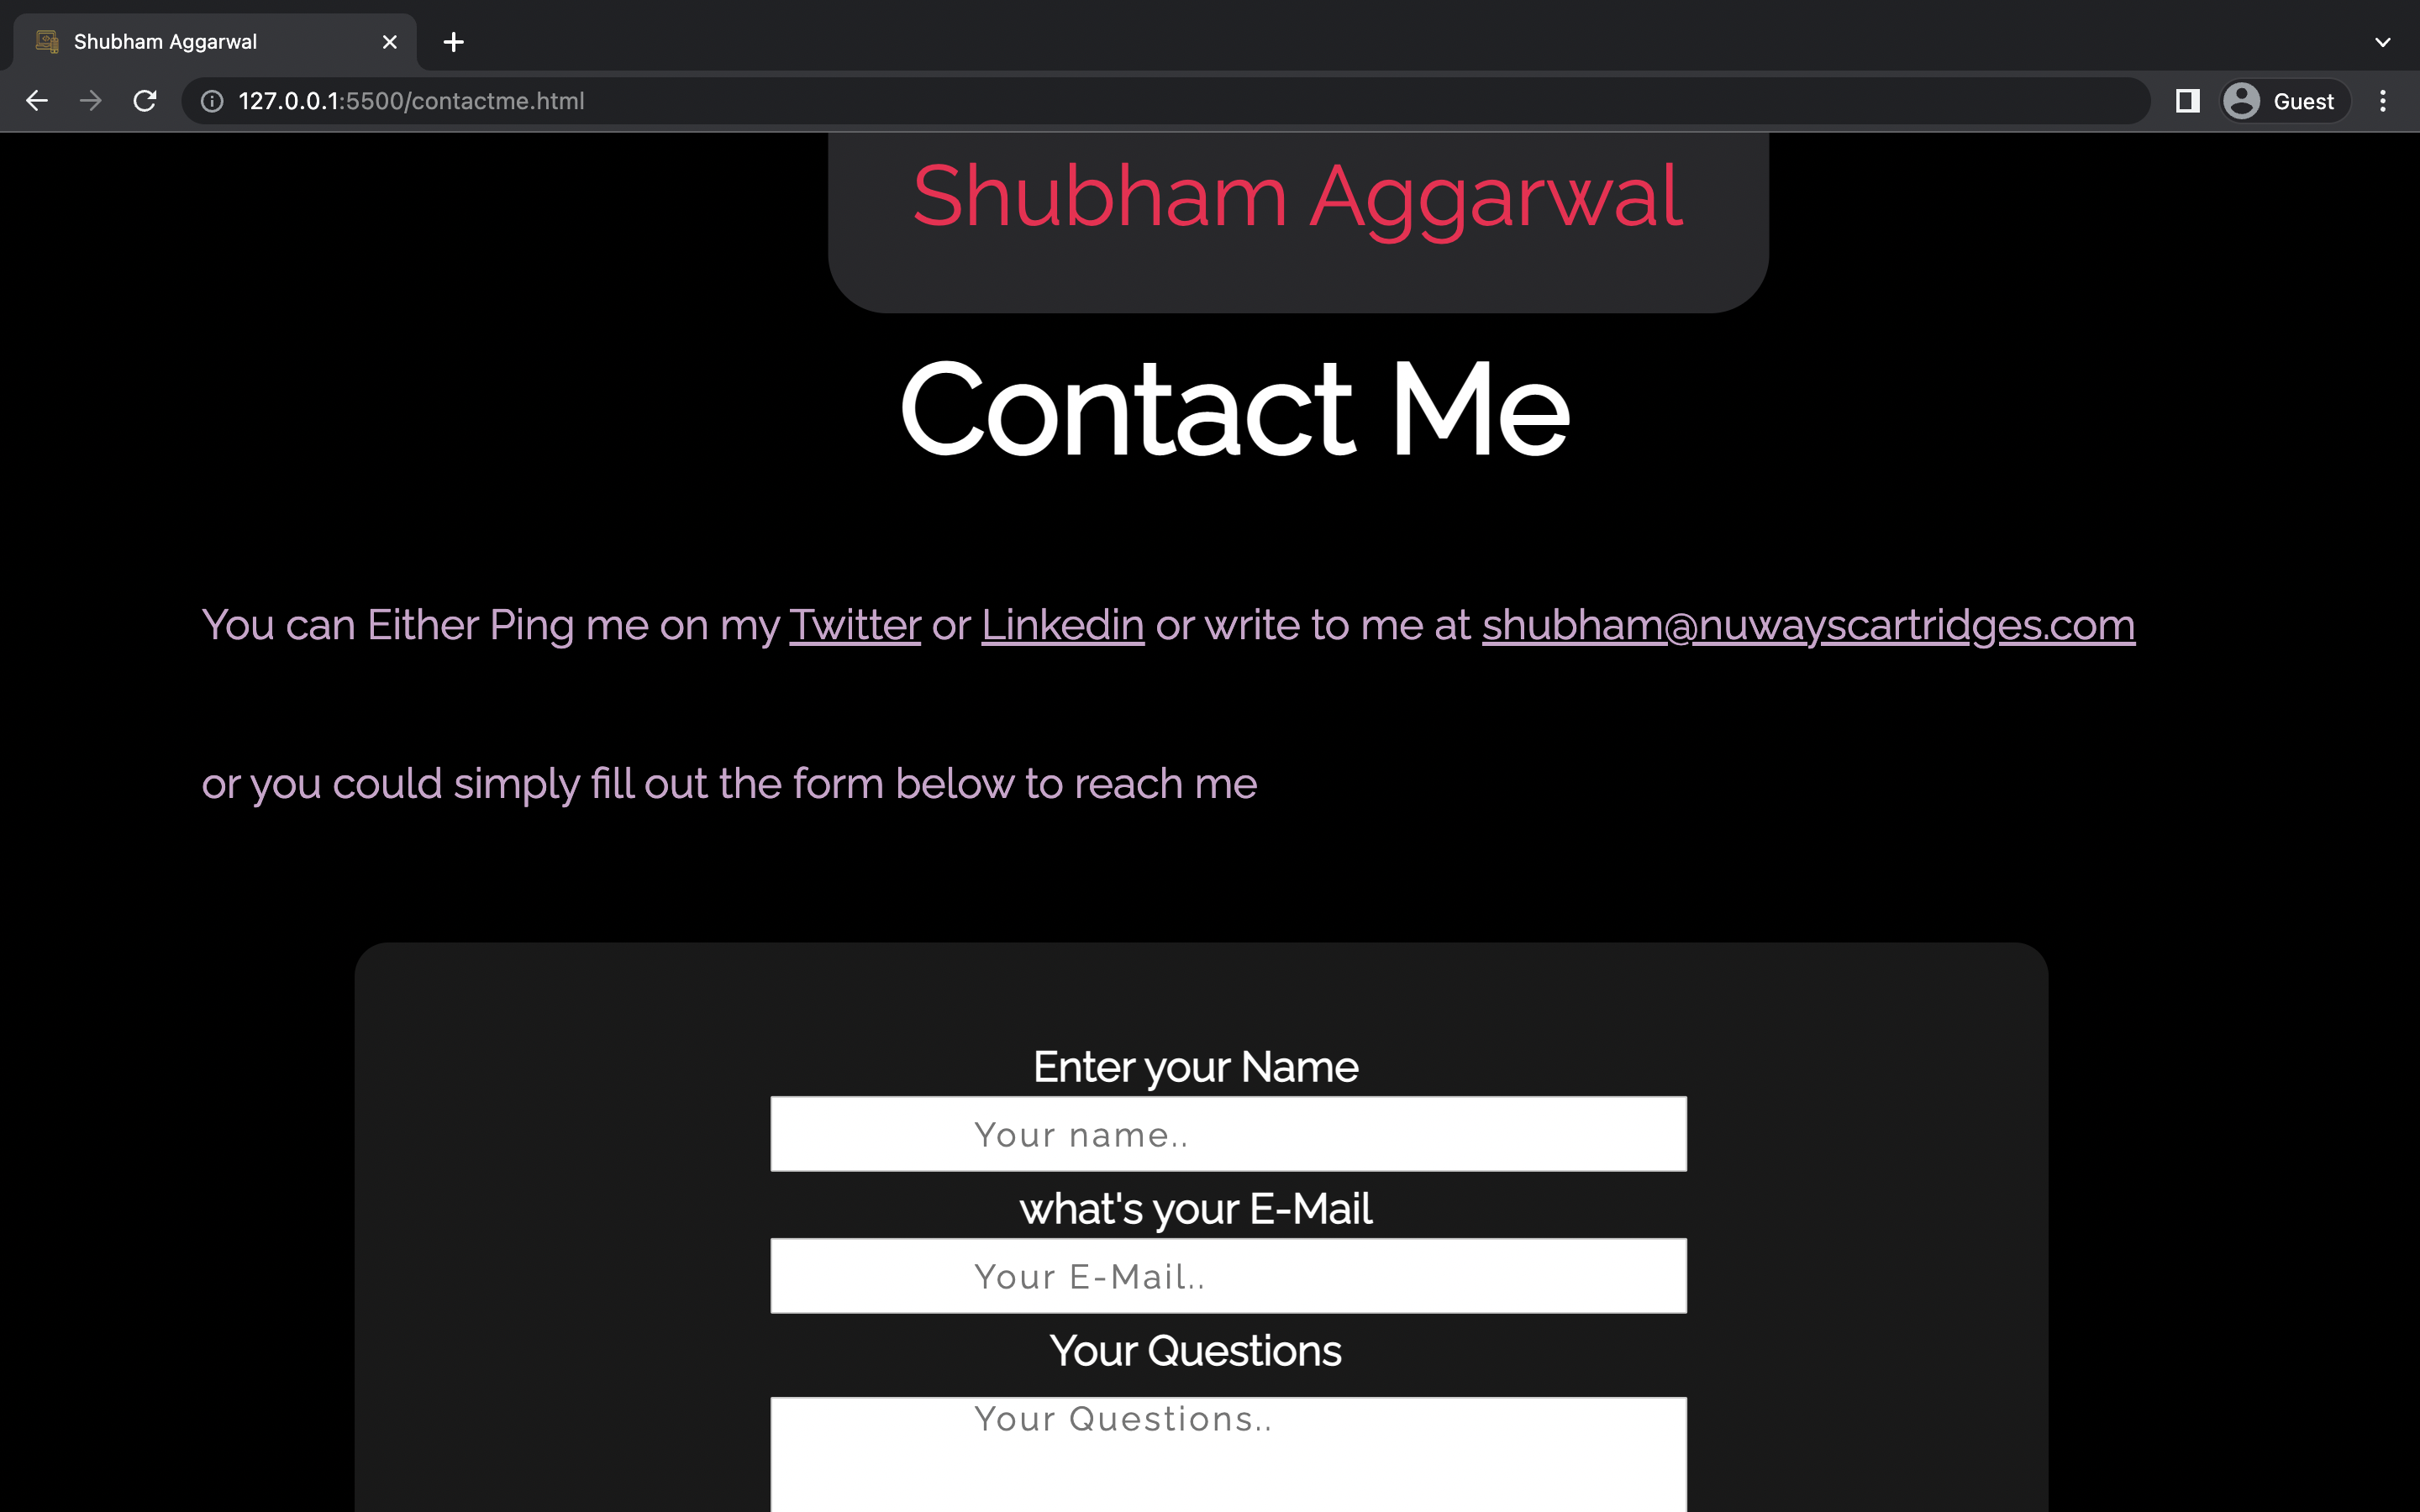 Shubham Aggarwal
127.0.0.1:5500/contactme.html
Guest
Shubham Aggarwal
Contact Me
You can Either Ping me on my Twitter or Linkedin or write to me at shubham@nuwayscartridges.com
or you could simply fill out the form below to reach me
Enter your Name
Your name..
what's your E-Mail
Your E-Mail..
Your Questions
Your Questions..